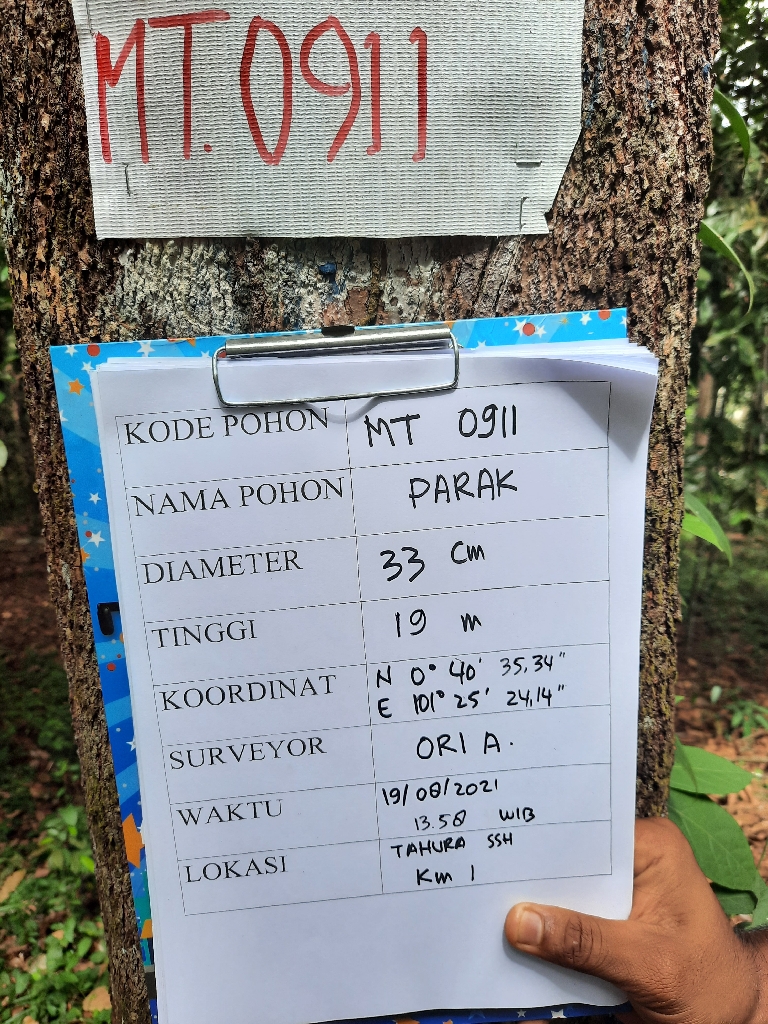 MT.0911
KODE POHON MT 0911
NAMA POHON PARAK
DIAMETER 33 Cm
TINGGI 19 m
KOORDINAT N 0° 40' 35,34"
E 101° 25' 24,14"
SURVEYOR ORI A.
WAKTU 19/08/2021
13.58 WIB
LOKASI TAHURA SSH
Km 1